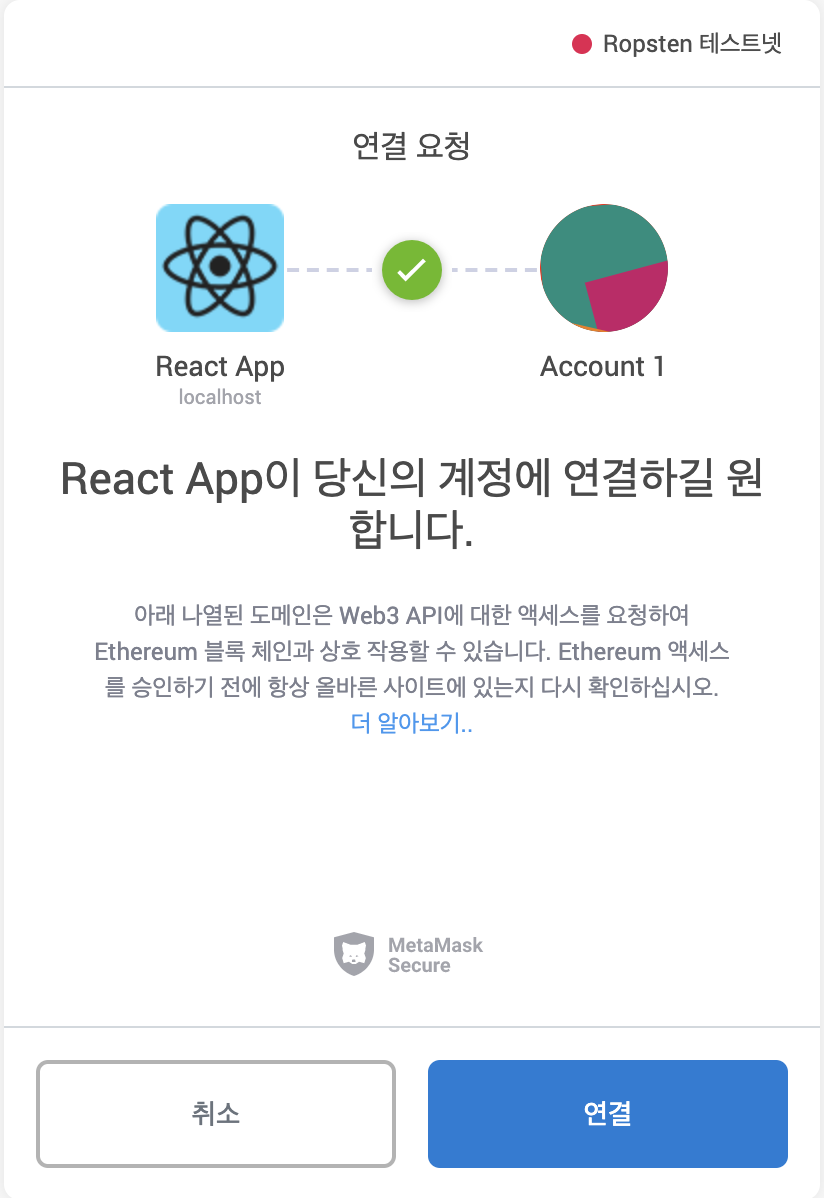 Ropsten 테스트넷
연결 요청
React App
localhost
Account 1
React App이 당신의 계정에 연결하길 원
합니다.
아래 나열된 도메인은 Web3 API에 대한 액세스를 요청하여
Ethereum 블록 체인과 상호 작용할 수 있습니다. Ethereum 액세스
를 승인하기 전에 항상 올바른 사이트에 있는지 다시 확인하십시오.
더 알아보기..
MetaMask
Secure
취소
연결